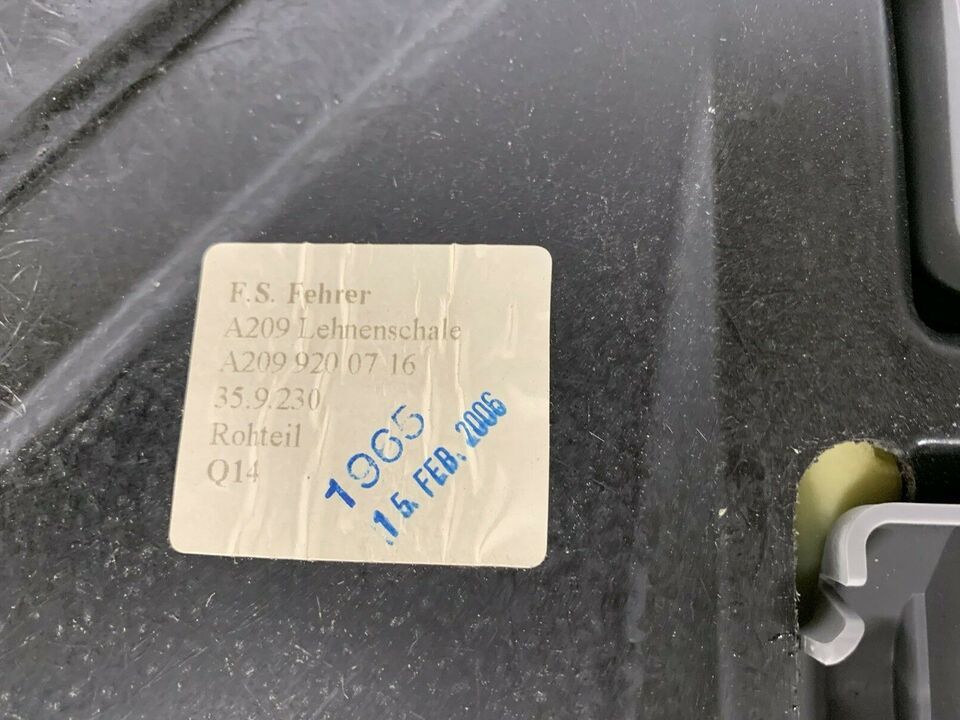 F.S. Fehrer
A209 Lehnenschale
A209 920 07 16
35.9.230
Rohteil
Q14
1965
15. FEB. 2006